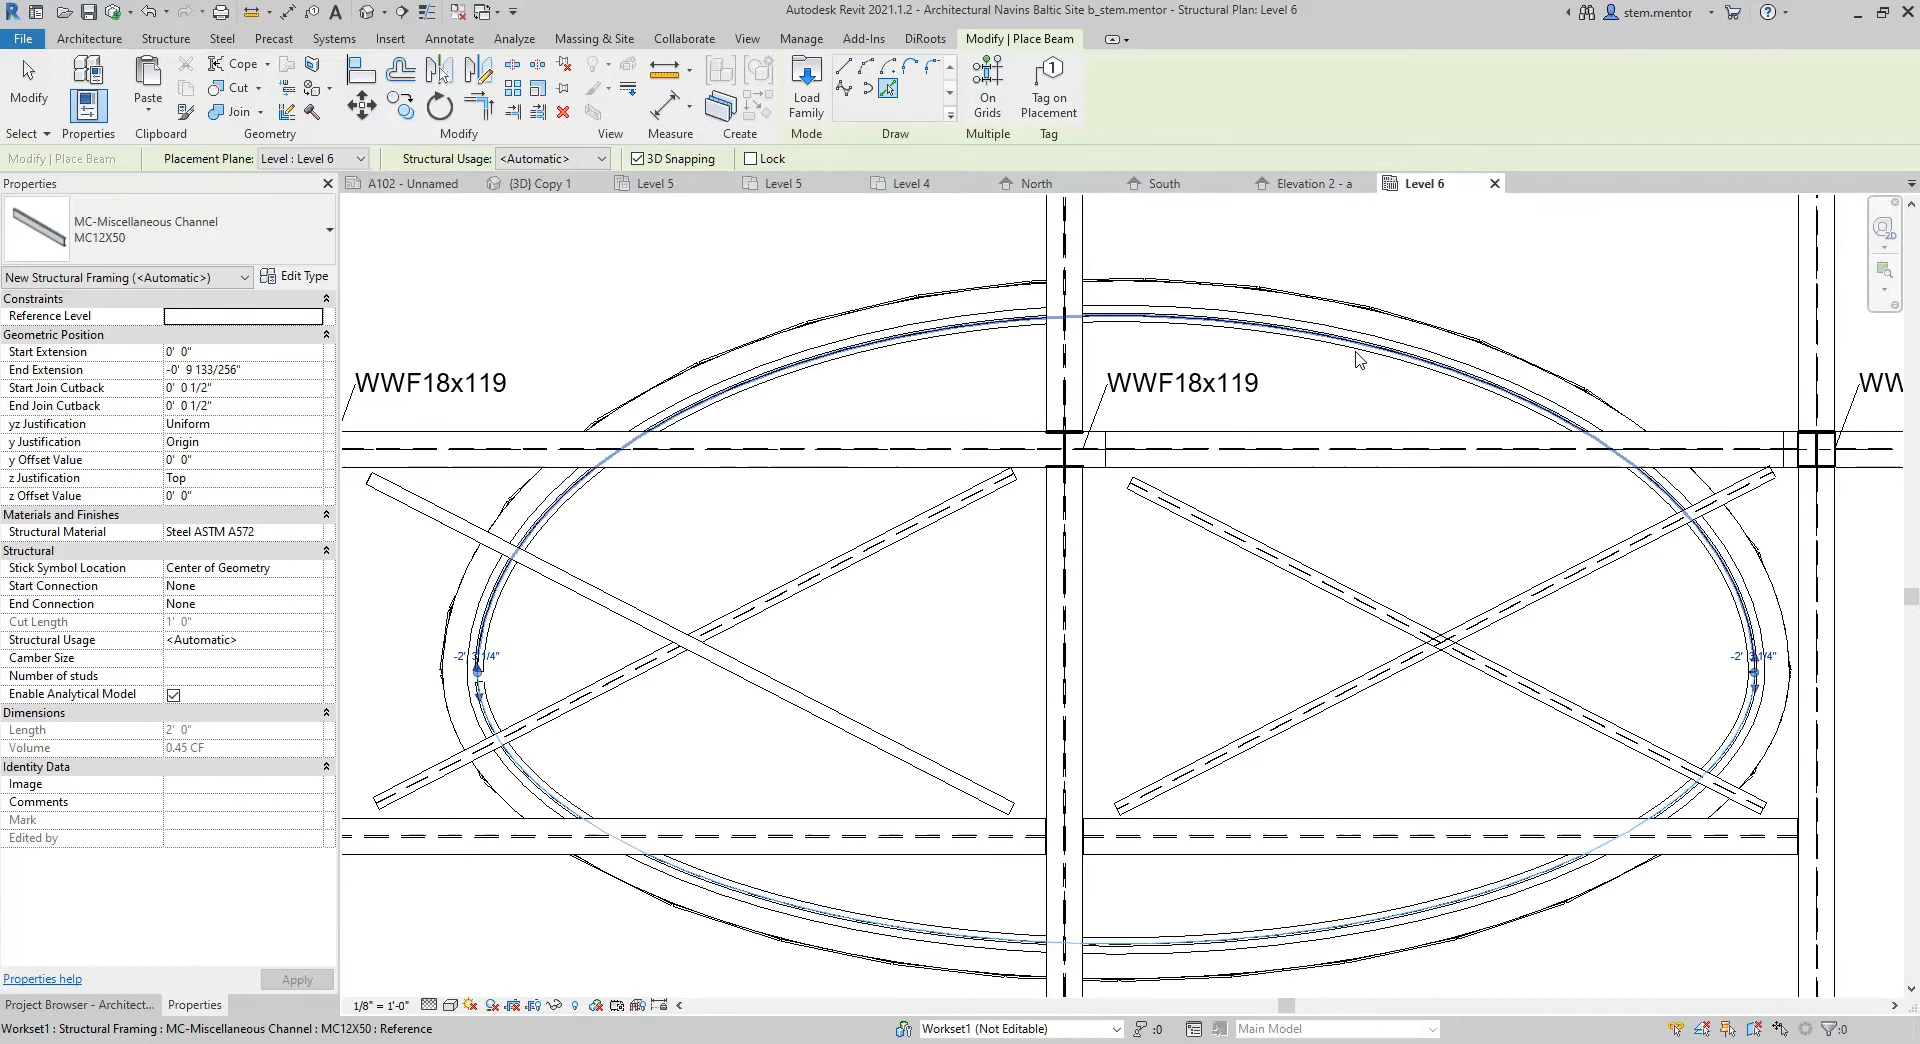 Autodesk Revit 2021.1.2 - Architectural Navins Baltic Site b_stem.mentor - Structural Plan: Level 6
stem.mentor
File Architecture Structure Steel Precast Systems Insert Annotate Analyze Massing & Site Collaborate View Manage Add-Ins DiRoots Modify | Place Beam
Modify
Paste
Cope
Cut
Join
Load Family
On Grids
Tag on Placement
Select Properties Clipboard Geometry Modify View Measure Create Mode Draw Multiple Tag
Modify | Place Beam Placement Plane: Level : Level 6 Structural Usage: <Automatic> 3D Snapping Lock
Properties
A102 - Unnamed {3D} Copy 1 Level 5 Level 5 Level 4 North South Elevation 2 - a Level 6
MC-Miscellaneous Channel
MC12X50
New Structural Framing (<Automatic>) Edit Type
Constraints
Reference Level
Geometric Position
Start Extension 0' 0"
End Extension -0' 9 133/256"
Start Join Cutback 0' 0 1/2"
End Join Cutback 0' 0 1/2"
yz Justification Uniform
y Justification Origin
y Offset Value 0' 0"
z Justification Top
z Offset Value 0' 0"
Materials and Finishes
Structural Material Steel ASTM A572
Structural
Stick Symbol Location Center of Geometry
Start Connection None
End Connection None
Cut Length 1' 0"
Structural Usage <Automatic>
Camber Size
Number of studs
Enable Analytical Model
Dimensions
Length 2' 0"
Volume 0.45 CF
Identity Data
Image
Comments
Mark
Edited by
Properties help Apply
Project Browser - Architect... Properties
WWF18x119 WWF18x119 WW
-2' 3 1/4" -2' 3 1/4"
2D
1/8" = 1'-0"
Workset1 : Structural Framing : MC-Miscellaneous Channel : MC12X50 : Reference Workset1 (Not Editable) :0 Main Model :0